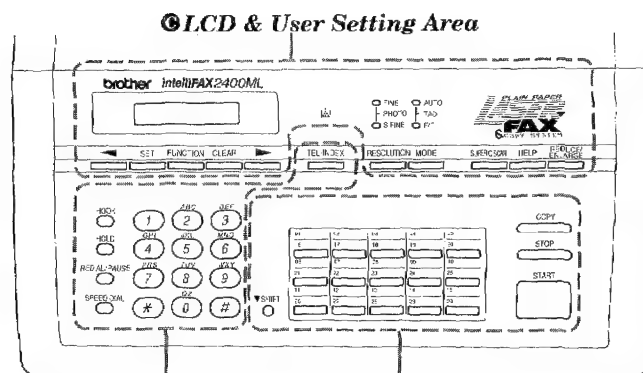 ©LCD & User Setting Area
brother intelliFAX2400ML
FINE AUTO
PHOTO TAD
S.FINE F/T
PLAIN PAPER
LASER
FAX
SET FUNCTION CLEAR
TEL-INDEX
RESOLUTION MODE
HELP REDUCE/
ENLARGE
HOOK
1 ABC 2 DEF 3
HOLD
GHI 4 JKL 5 MNO 6
REDIAL/PAUSE
PRS 7 TUV 8 WXY 9
SPEED DIAL
* QZ 0 #
▼SHIFT
COPY
STOP
START